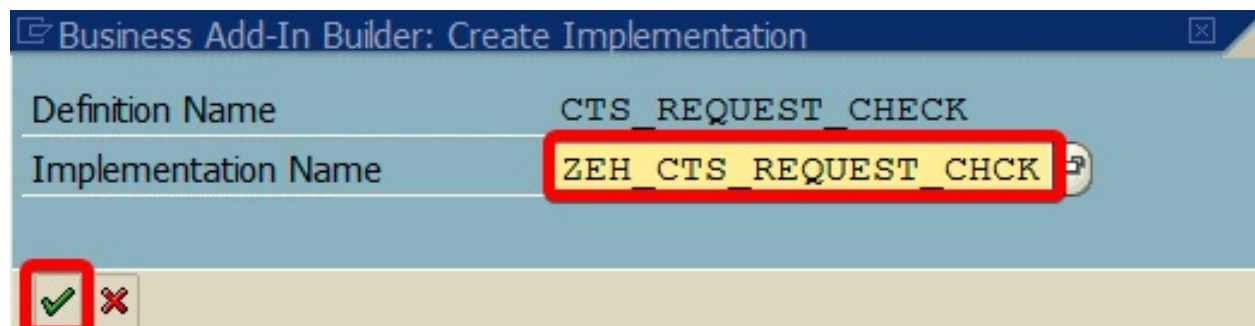 Business Add-In Builder: Create Implementation
Definition Name CTS_REQUEST_CHECK
Implementation Name ZEH_CTS_REQUEST_CHCK